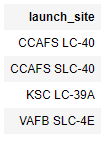 launch_site
CCAFS LC-40
CCAFS SLC-40
KSC LC-39A
VAFB SLC-4E